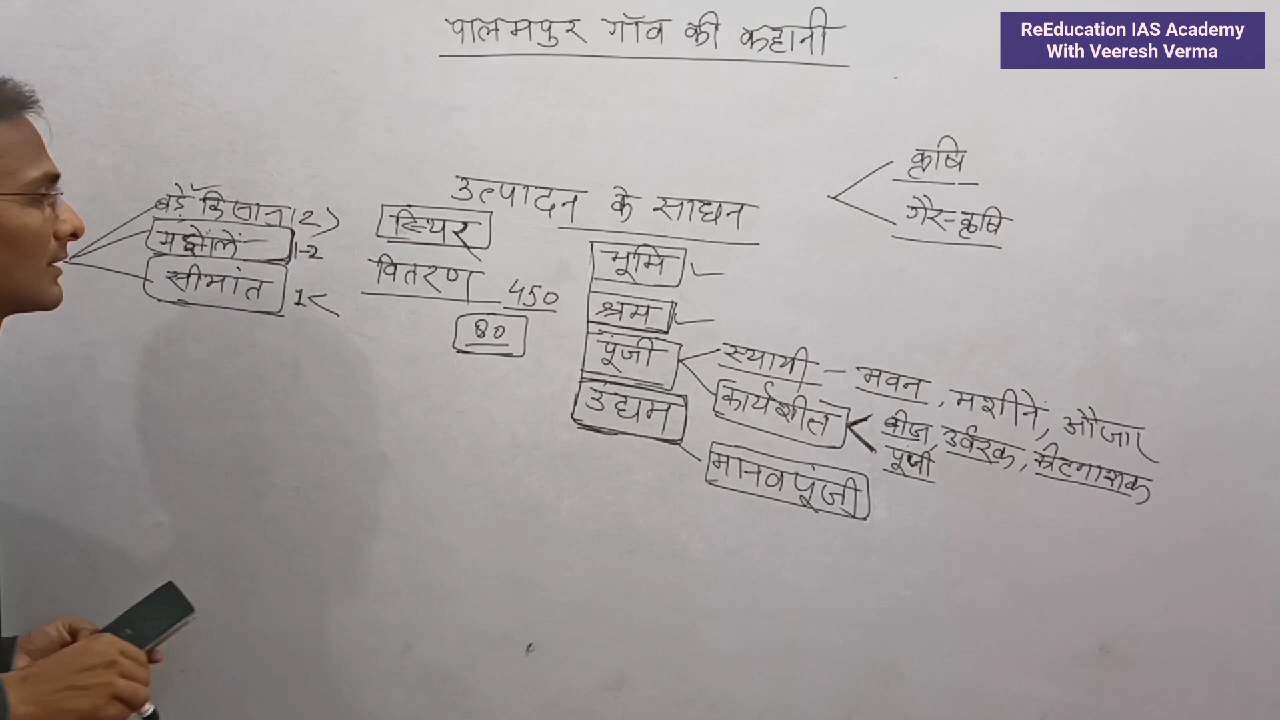 ReEducation IAS Academy
With Veeresh Verma
पालमपुर गॉव की कहानी
कृषि
गैर-कृषि
उत्पादन के साधन
बड़े किसान (2)
मझोलें 1-2
सीमांत 1<
स्थिर
वितरण
450
80
भूमि
श्रम
पूंजी
उद्यम
स्थायी - भवन, मशीनें, औजार
कार्यशील
बीज, उर्वरक, कीटनाशक
पूंजी
मानवपूंजी